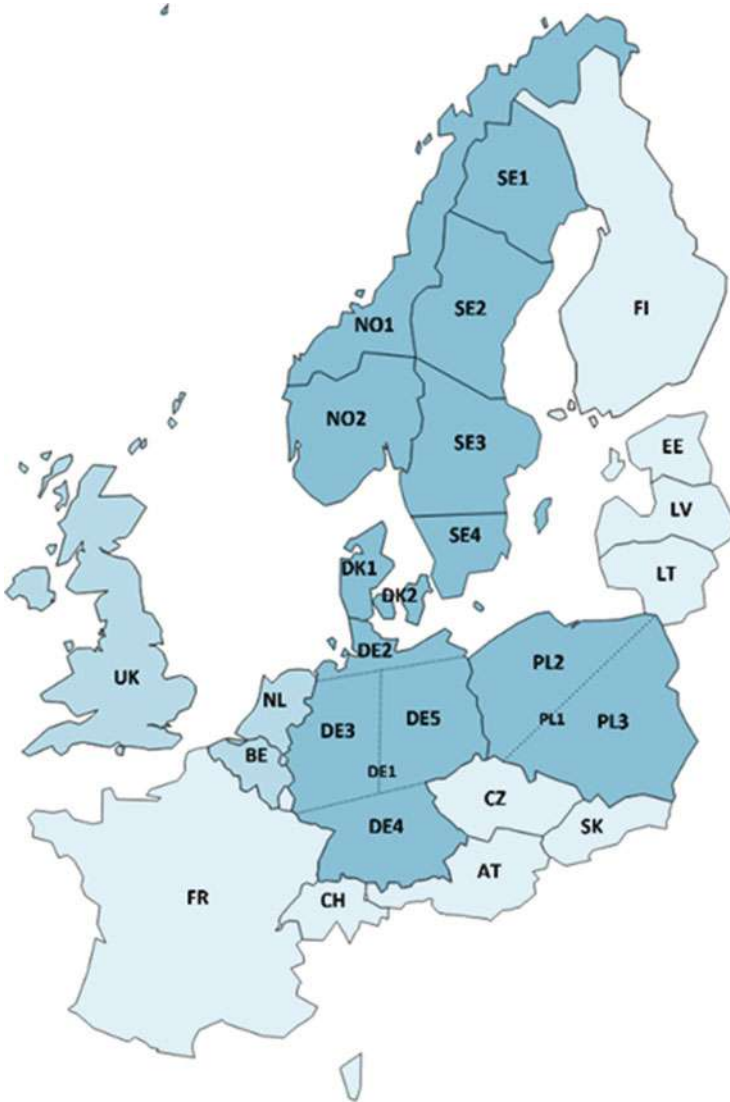 SE1
SE2
FI
NO1
NO2
SE3
EE
LV
SE4
DK1
LT
DK2
DE2
PL2
UK
NL
DE5
PL1
PL3
DE3
BE
DE1
CZ
DE4
SK
AT
FR
CH